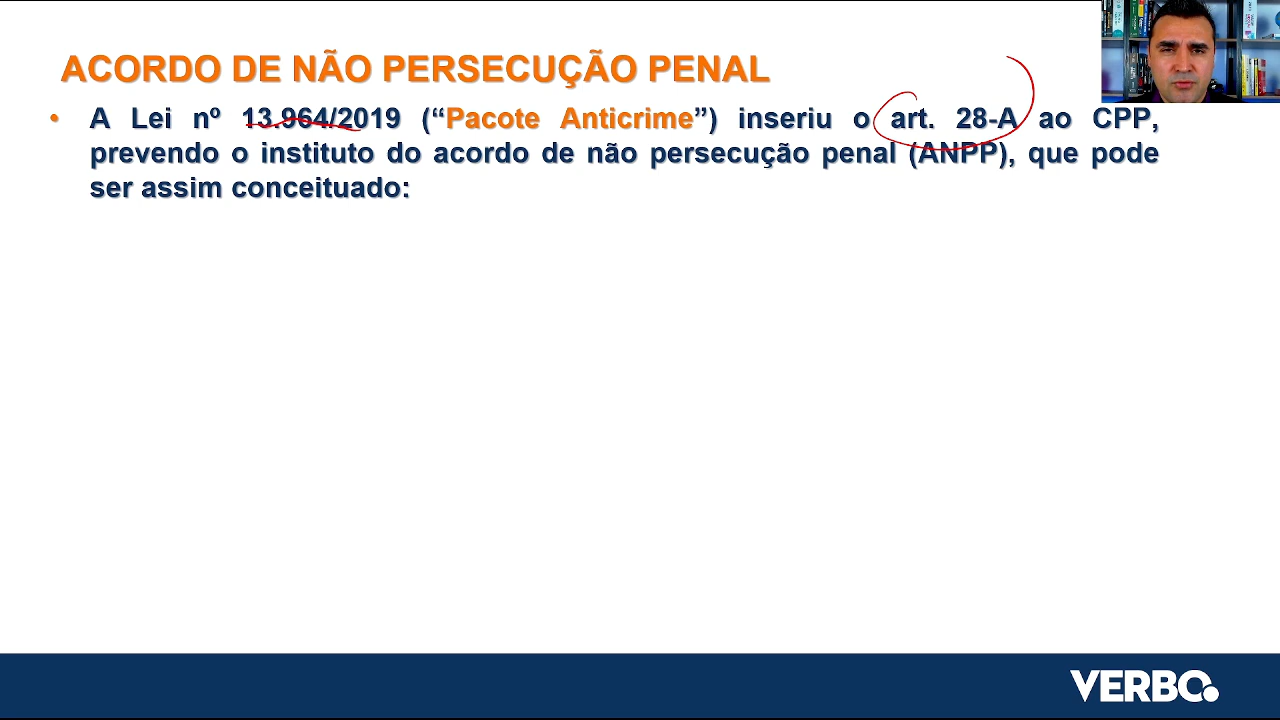 ACORDO DE NÃO PERSECUÇÃO PENAL
• A Lei nº 13.964/2019 (“Pacote Anticrime”) inseriu o art. 28-A ao CPP,
prevendo o instituto do acordo de não persecução penal (ANPP), que pode
ser assim conceituado:
VERBO.